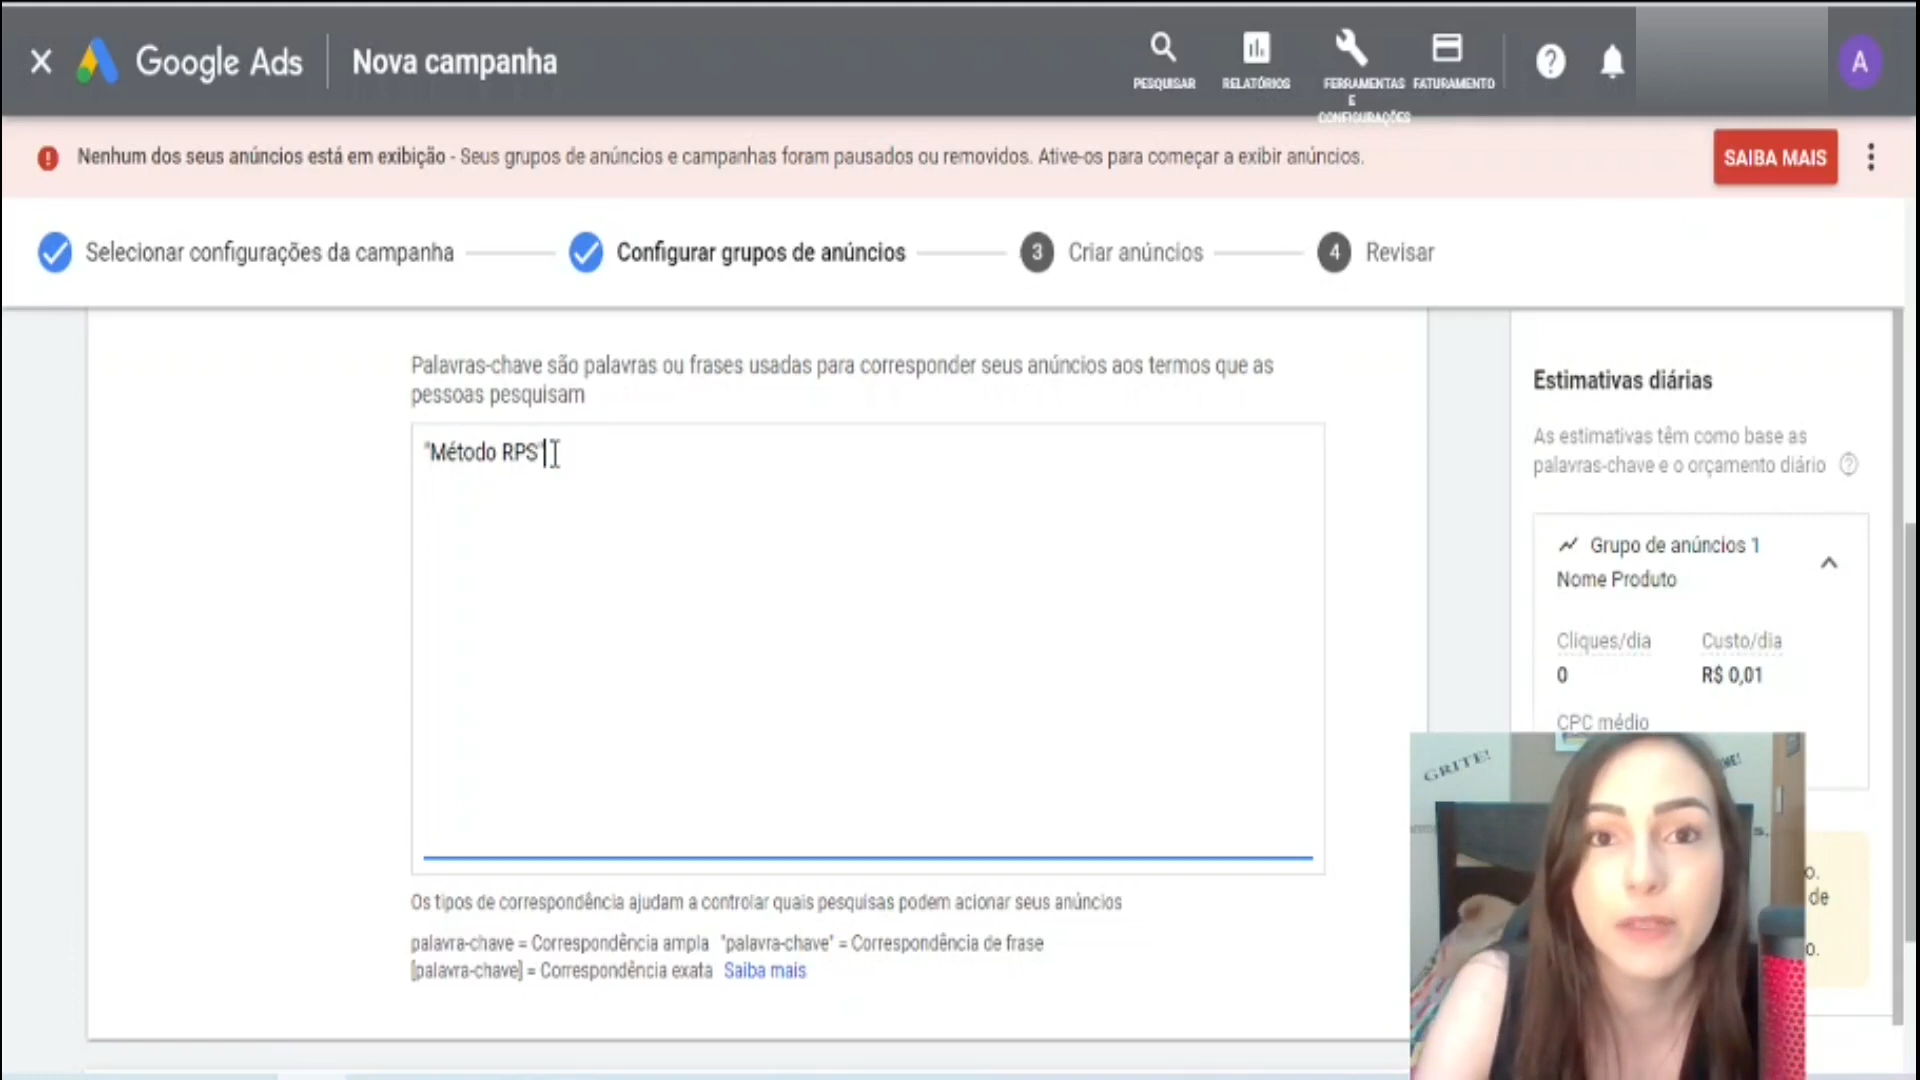 Google Ads
Nova campanha
PESQUISAR
RELATÓRIOS
FERRAMENTAS
E
CONFIGURAÇÕES
FATURAMENTO
A
Nenhum dos seus anúncios está em exibição - Seus grupos de anúncios e campanhas foram pausados ou removidos. Ative-os para começar a exibir anúncios.
SAIBA MAIS
Selecionar configurações da campanha
Configurar grupos de anúncios
3 Criar anúncios
4 Revisar
Palavras-chave são palavras ou frases usadas para corresponder seus anúncios aos termos que as
pessoas pesquisam
"Método RPS"
Os tipos de correspondência ajudam a controlar quais pesquisas podem acionar seus anúncios
palavra-chave = Correspondência ampla "palavra-chave" = Correspondência de frase
[palavra-chave] = Correspondência exata Saiba mais
Estimativas diárias
As estimativas têm como base as
palavras-chave e o orçamento diário
Grupo de anúncios 1
Nome Produto
Cliques/dia
Custo/dia
0
R$ 0,01
CPC médio
GRITE!
de